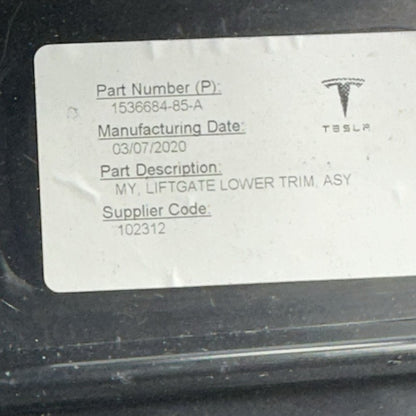 Part Number (P):
1536684-85-A
TESLA
Manufacturing Date:
03/07/2020
Part Description:
MY, LIFTGATE LOWER TRIM, ASY
Supplier Code:
102312